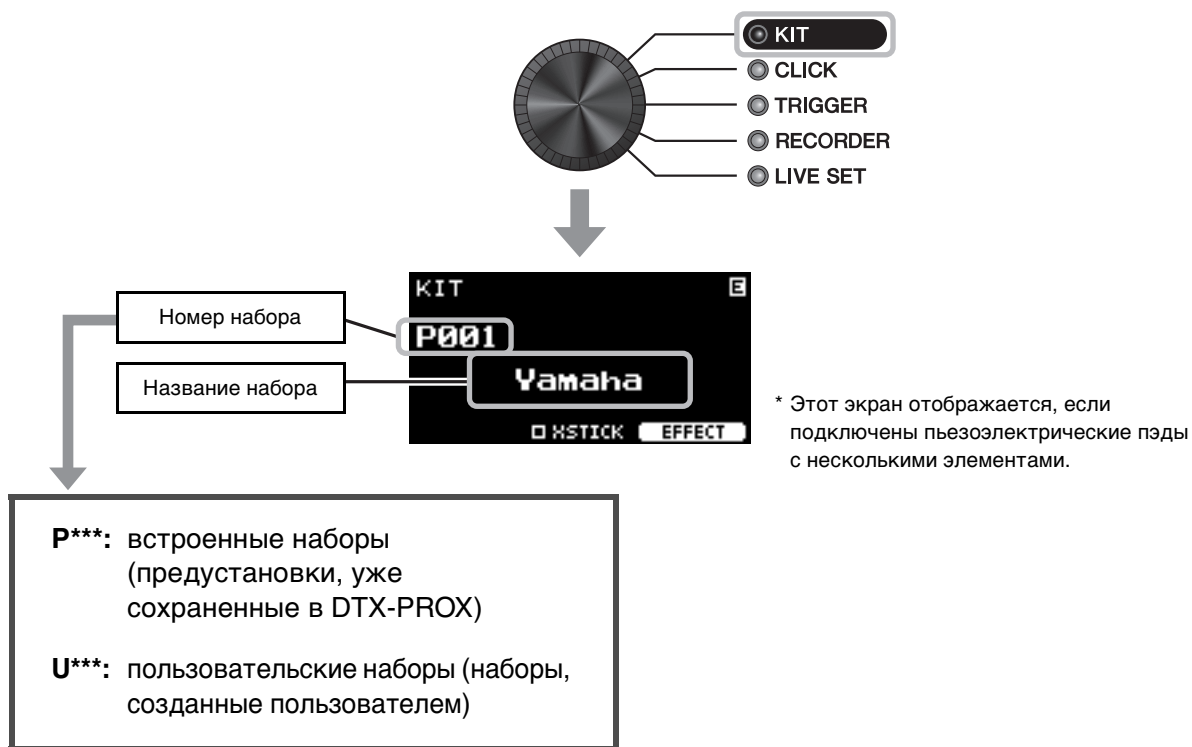 KIT
CLICK
TRIGGER
RECORDER
LIVE SET
KIT E
Номер набора
P001
Название набора
Yamaha
XSTICK EFFECT
* Этот экран отображается, если
подключены пьезоэлектрические пэды
с несколькими элементами.
P***: встроенные наборы
(предустановки, уже
сохраненные в DTX-PROX)
U***: пользовательские наборы (наборы,
созданные пользователем)